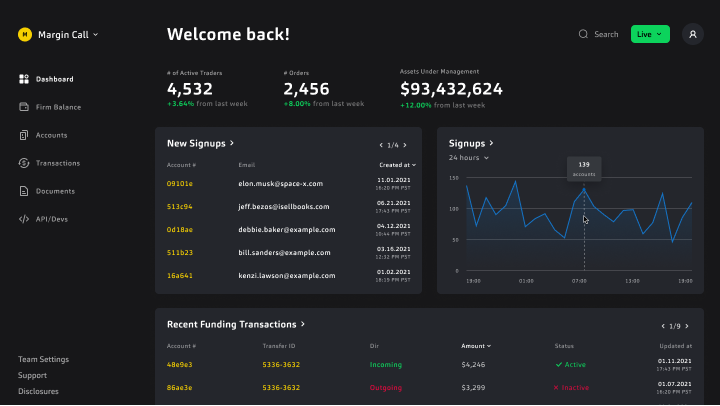 M Margin Call
Welcome back!
Search
Live
Dashboard
Firm Balance
Accounts
Transactions
Documents
API/Devs
Team Settings
Support
Disclosures
# of Active Traders
4,532
+3.64% from last week
# Orders
2,456
+8.00% from last week
Assets Under Management
$93,432,624
+12.00% from last week
New Signups
1/4
Account # Email Created at
09101e elon.musk@space-x.com 11.01.2021
16:20 PM PST
513c94 jeff.bezos@isellbooks.com 06.21.2021
17:43 PM PST
0d18ae debbie.baker@example.com 04.12.2021
10:44 PM PST
511b23 bill.sanders@example.com 03.16.2021
12:32 PM PST
16a641 kenzi.lawson@example.com 01.02.2021
16:19 PM PST
Signups
24 hours
139
accounts
150
100
50
0
19:00 01:00 07:00 13:00 19:00
Recent Funding Transactions
1/9
Account # Transfer ID Dir Amount Status Updated at
48e9e3 5336-3632 Incoming $4,246 Active 01.11.2021
17:43 PM PST
86ae3e 5336-3632 Outgoing $3,299 Inactive 01.07.2021
16:20 PM PST